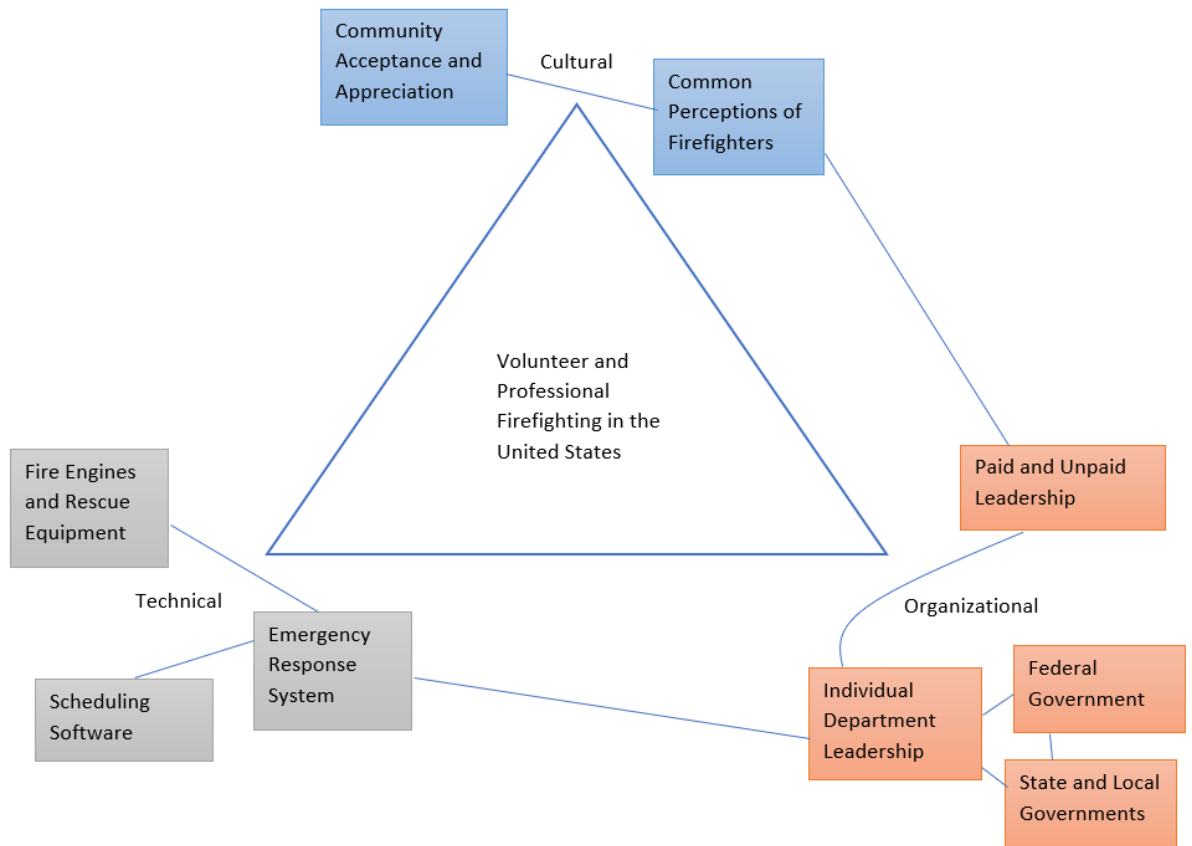 Community
Acceptance and
Appreciation
Cultural
Common
Perceptions of
Firefighters
Volunteer and
Professional
Firefighting in the
United States
Fire Engines
and Rescue
Equipment
Paid and Unpaid
Leadership
Technical
Organizational
Emergency
Response
System
Scheduling
Software
Individual
Department
Leadership
Federal
Government
State and Local
Governments